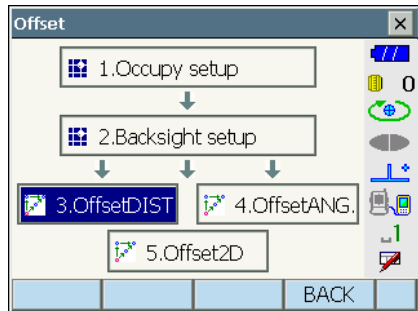 Offset
1.Occupy setup
0
2.Backsight setup
3.OffsetDIST
4.OffsetANG.
5.Offset2D
1
BACK